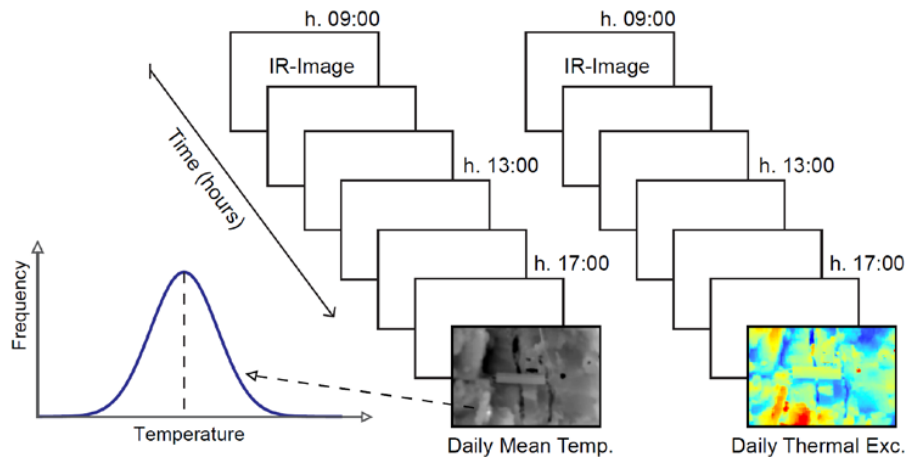 h. 09:00
h. 09:00
IR-Image
IR-Image
Time (hours)
h. 13:00
h. 13:00
h. 17:00
h. 17:00
Frequency
Temperature
Daily Mean Temp.
Daily Thermal Exc.